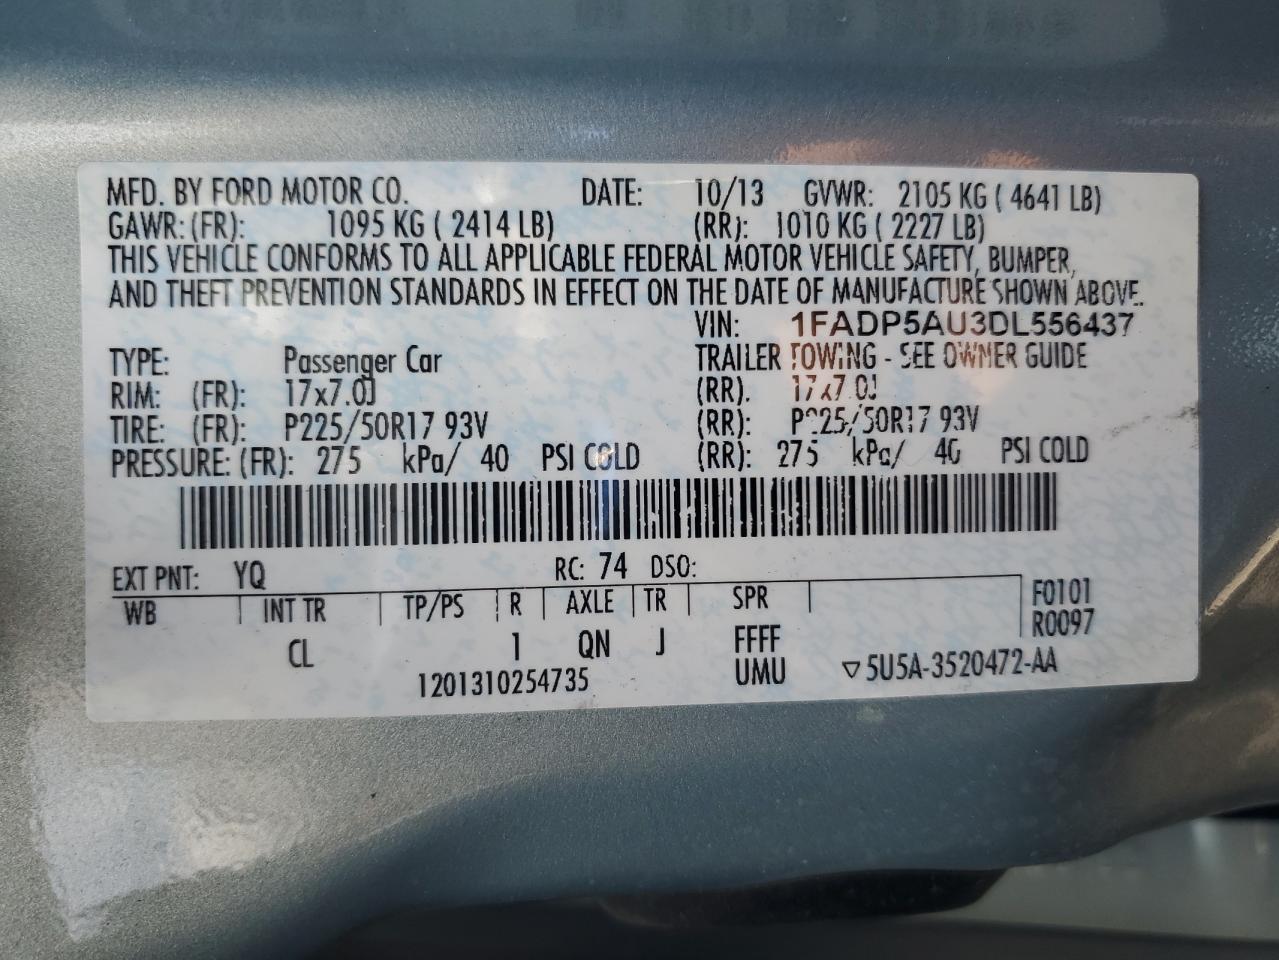 MFD. BY FORD MOTOR CO. DATE: 10/13 GVWR: 2105 KG ( 4641 LB)
GAWR: (FR): 1095 KG ( 2414 LB) (RR): 1010 KG ( 2227 LB)
THIS VEHICLE CONFORMS TO ALL APPLICABLE FEDERAL MOTOR VEHICLE SAFETY, BUMPER,
AND THEFT PREVENTION STANDARDS IN EFFECT ON THE DATE OF MANUFACTURE SHOWN ABOVE.
VIN: 1FADP5AU3DL556437
TYPE: Passenger Car TRAILER TOWING - SEE OWNER GUIDE
RIM: (FR): 17x7.0J (RR). 17x7.0J
TIRE: (FR): P225/50R17 93V (RR): P225/50R17 93V
PRESSURE: (FR): 275 kPa/ 40 PSI COLD (RR): 275 kPa/ 40 PSI COLD
EXT PNT: YQ RC: 74 DSO:
WB INT TR TP/PS R AXLE TR SPR F0101
R0097
CL 1 QN J FFFF
1201310254735 UMU ▽5U5A-3520472-AA